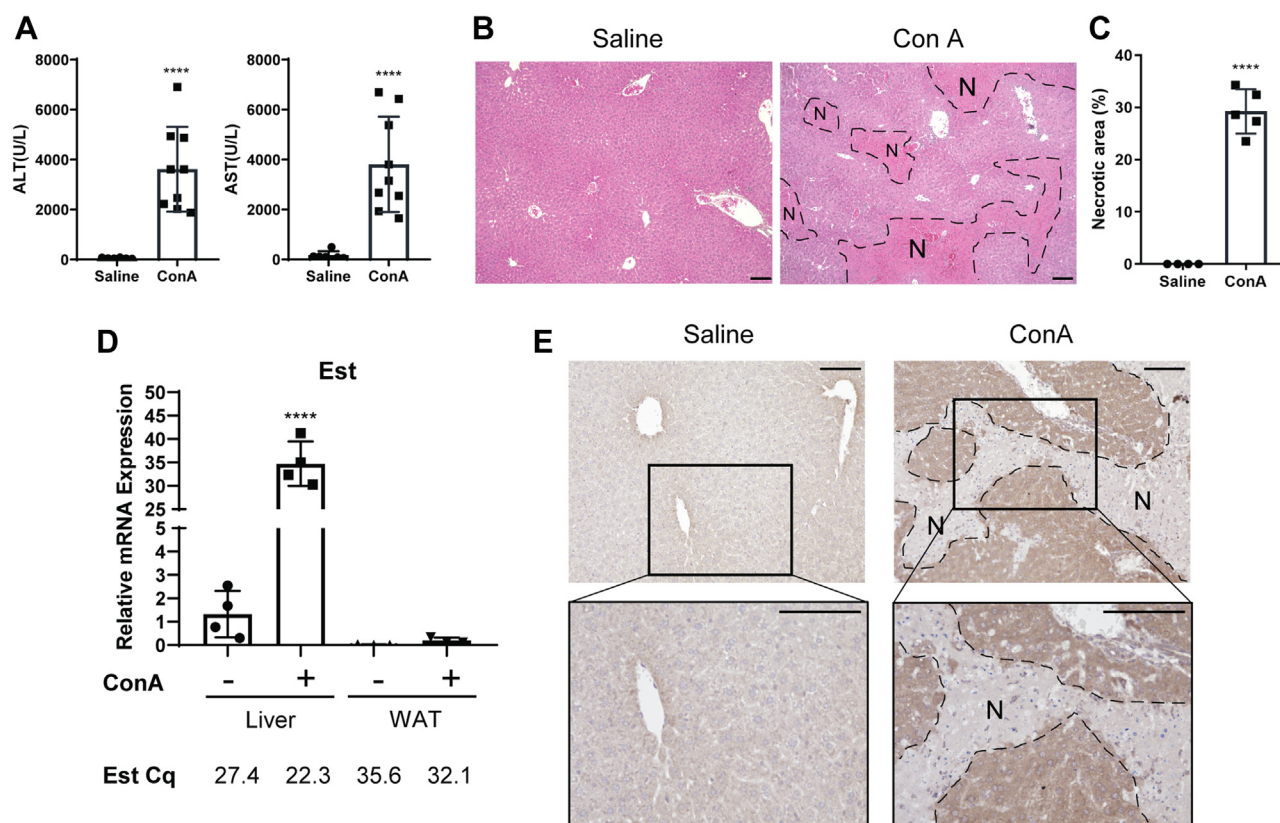 A
8000
6000
4000
2000
0
ALT(U/L)
****
Saline
ConA
8000
6000
4000
2000
0
AST(U/L)
****
Saline
ConA
B
Saline
Con A
N
N
N
N
N
C
40
30
20
10
0
Necrotic area (%)
****
Saline
ConA
D
Est
Relative mRNA Expression
50
45
40
35
30
25
5
4
3
2
1
0
****
ConA - + - +
Liver WAT
Est Cq 27.4 22.3 35.6 32.1
E
Saline
ConA
N
N
N